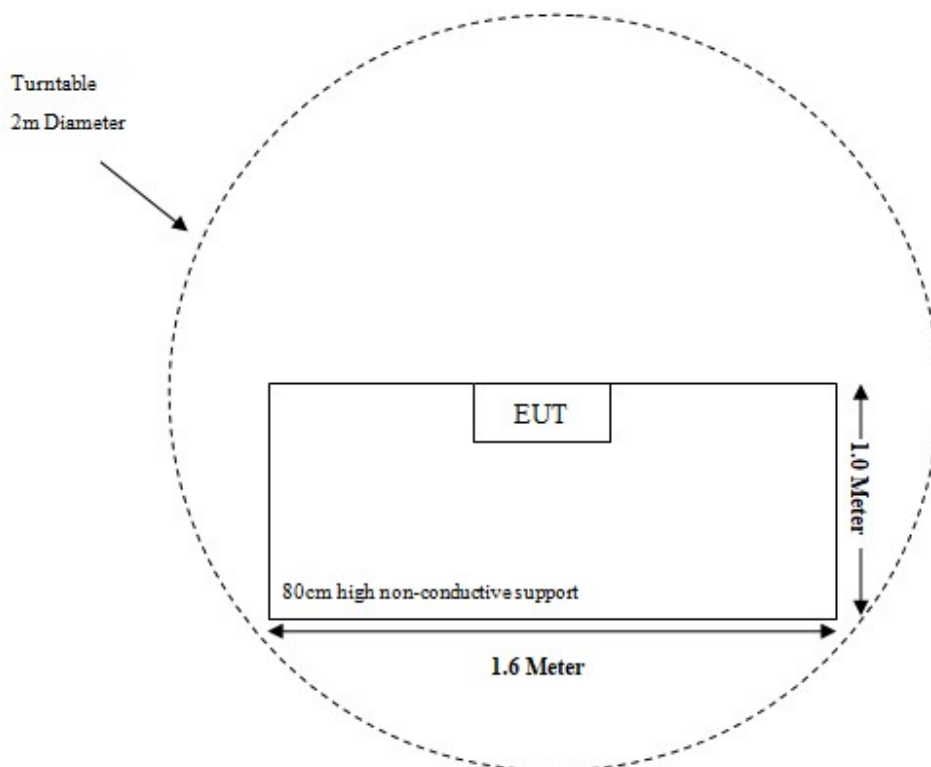 Turntable
2m Diameter
EUT
1.0 Meter
80cm high non-conductive support
1.6 Meter